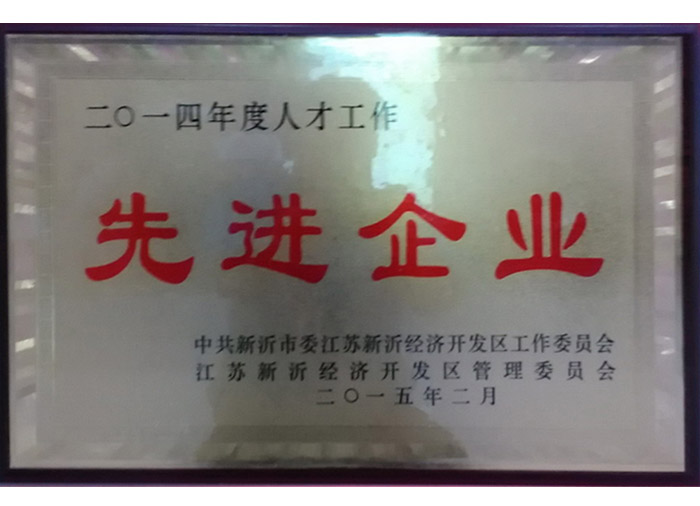 二〇一四年度人才工作
先进企业
中共新沂市委江苏新沂经济开发区工作委员会
江苏新沂经济开发区管理委员会
二〇一五年二月